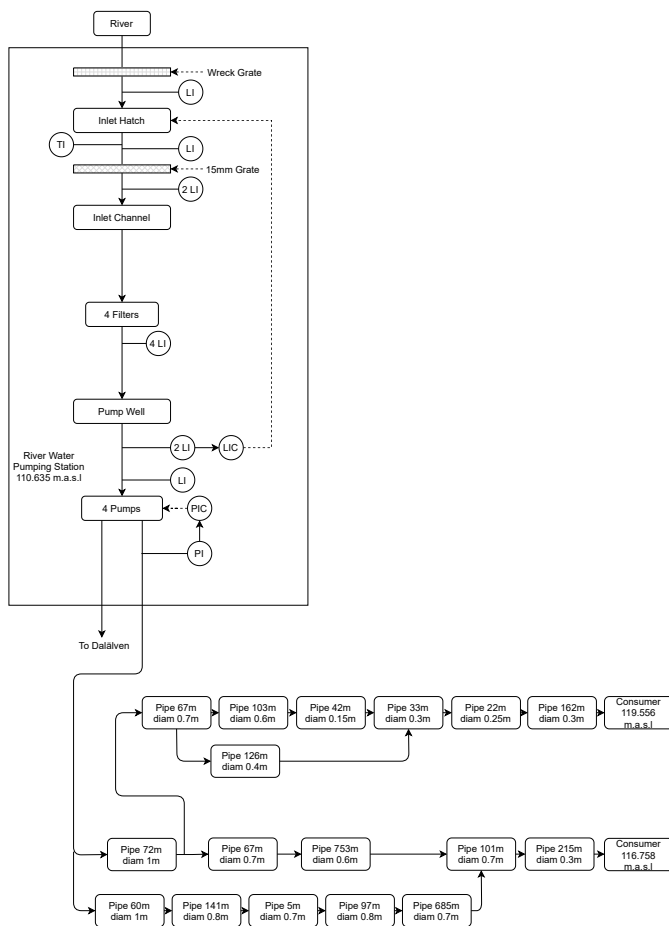 River
Wreck Grate
LI
Inlet Hatch
TI
LI
15mm Grate
2 LI
Inlet Channel
4 Filters
4 LI
Pump Well
River Water
Pumping Station
110.635 m.a.s.l
2 LI
LIC
LI
4 Pumps
PIC
PI
To Dalälven
Pipe 67m
diam 0.7m
Pipe 103m
diam 0.6m
Pipe 42m
diam 0.15m
Pipe 33m
diam 0.3m
Pipe 22m
diam 0.25m
Pipe 162m
diam 0.3m
Consumer
119.556
m.a.s.l
Pipe 126m
diam 0.4m
Pipe 72m
diam 1m
Pipe 67m
diam 0.7m
Pipe 753m
diam 0.6m
Pipe 101m
diam 0.7m
Pipe 215m
diam 0.3m
Consumer
116.758
m.a.s.l
Pipe 60m
diam 1m
Pipe 141m
diam 0.8m
Pipe 5m
diam 0.7m
Pipe 97m
diam 0.8m
Pipe 685m
diam 0.7m